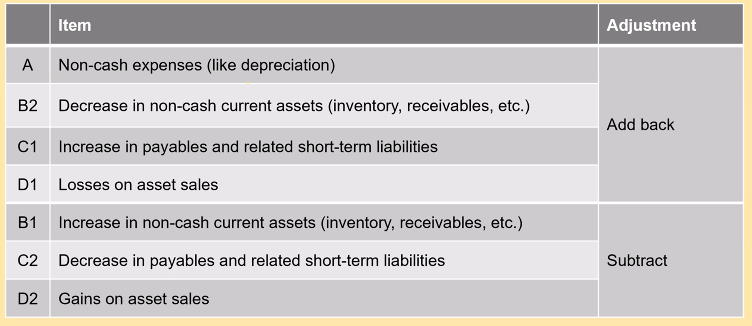 Item Adjustment
A Non-cash expenses (like depreciation)
B2 Decrease in non-cash current assets (inventory, receivables, etc.)
Add back
C1 Increase in payables and related short-term liabilities
D1 Losses on asset sales
B1 Increase in non-cash current assets (inventory, receivables, etc.)
C2 Decrease in payables and related short-term liabilities Subtract
D2 Gains on asset sales